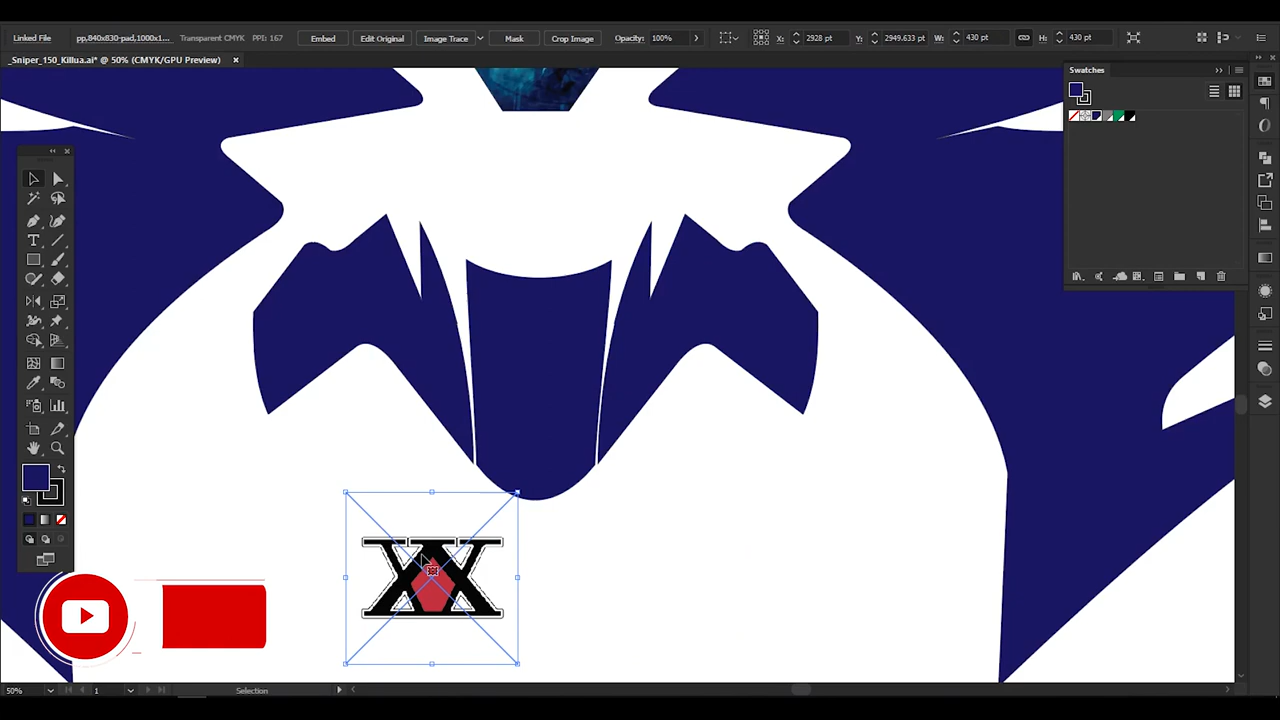 Linked File pp,840x830-pad,1000x1... Transparent CMYK PPI: 167 Embed Edit Original Image Trace Mask Crop Image Opacity: 100% X: 2928 pt Y: 2949.633 pt W: 430 pt H: 430 pt
_Sniper_150_Killua.ai* @ 50% (CMYK/GPU Preview)
Swatches
50% 1 Selection